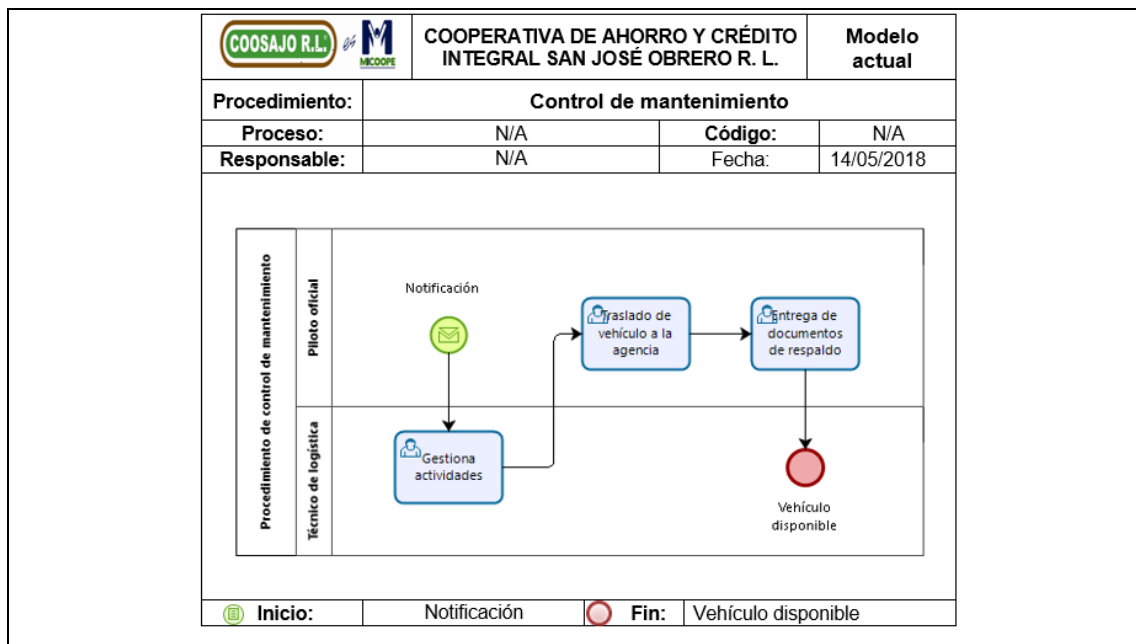 COOSAJO R.L. es MICOOPE
COOPERATIVA DE AHORRO Y CRÉDITO
INTEGRAL SAN JOSÉ OBRERO R. L.
Modelo
actual
Procedimiento: Control de mantenimiento
Proceso: N/A Código: N/A
Responsable: N/A Fecha: 14/05/2018
Procedimiento de control de mantenimiento
Piloto oficial
Notificación
Traslado de
vehículo a la
agencia
Entrega de
documentos
de respaldo
Técnico de logística
Gestiona
actividades
Vehículo
disponible
Inicio: Notificación Fin: Vehículo disponible